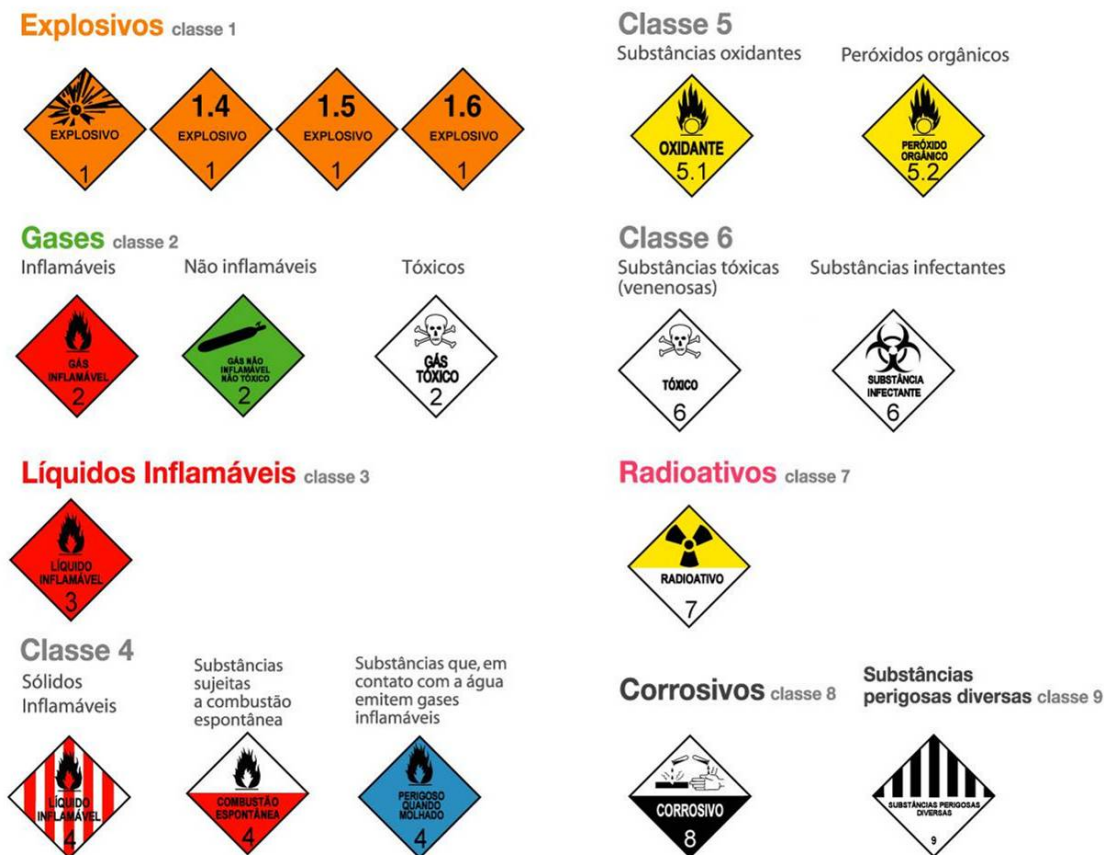 Explosivos classe 1
EXPLOSIVO
1
1.4
EXPLOSIVO
1
1.5
EXPLOSIVO
1
1.6
EXPLOSIVO
1
Gases classe 2
Inflamáveis
GÁS
INFLAMÁVEL
2
Não inflamáveis
GÁS NÃO
INFLAMÁVEL
NÃO TÓXICO
2
Tóxicos
GÁS
TÓXICO
2
Líquidos Inflamáveis classe 3
LÍQUIDO
INFLAMÁVEL
3
Classe 4
Sólidos
Inflamáveis
LÍQUIDO
INFLAMÁVEL
4
Substâncias
sujeitas
a combustão
espontânea
COMBUSTÃO
ESPONTÂNEA
4
Substâncias que, em
contato com a água
emitem gases
inflamáveis
PERIGOSO
QUANDO
MOLHADO
4
Classe 5
Substâncias oxidantes
OXIDANTE
5.1
Peróxidos orgânicos
PERÓXIDO
ORGÂNICO
5.2
Classe 6
Substâncias tóxicas
(venenosas)
TÓXICO
6
Substâncias infectantes
SUBSTÂNCIA
INFECTANTE
6
Radioativos classe 7
RADIOATIVO
7
Corrosivos classe 8
CORROSIVO
8
Substâncias
perigosas diversas classe 9
SUBSTÂNCIAS PERIGOSAS
DIVERSAS
9